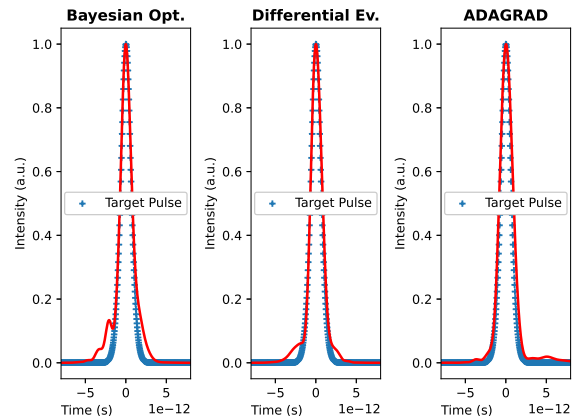 Bayesian Opt.
Differential Ev.
ADAGRAD
Intensity (a.u.)
1.0
0.8
0.6
0.4
0.2
0.0
Target Pulse
−5
0
5
Time (s)
1e−12
Intensity (a.u.)
1.0
0.8
0.6
0.4
0.2
0.0
Target Pulse
−5
0
5
Time (s)
1e−12
Intensity (a.u.)
1.0
0.8
0.6
0.4
0.2
0.0
Target Pulse
−5
0
5
Time (s)
1e−12